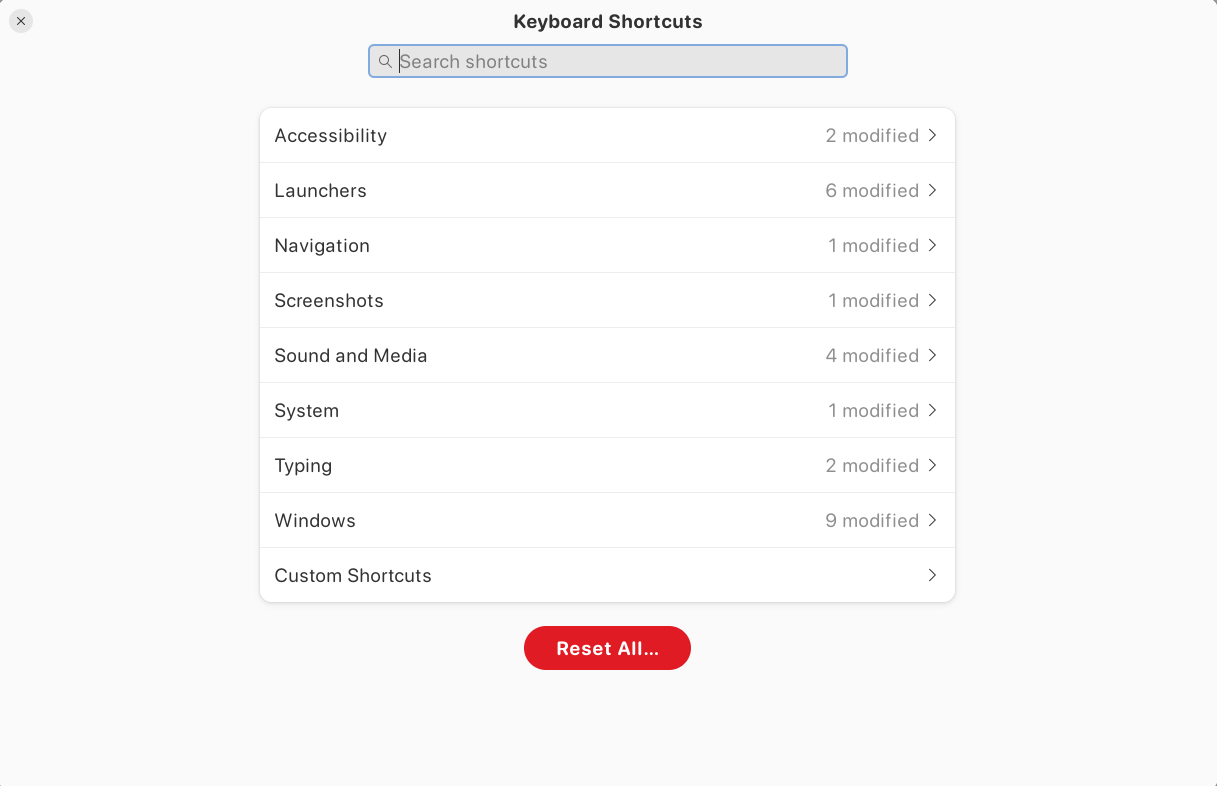 Keyboard Shortcuts
Search shortcuts
Accessibility 2 modified
Launchers 6 modified
Navigation 1 modified
Screenshots 1 modified
Sound and Media 4 modified
System 1 modified
Typing 2 modified
Windows 9 modified
Custom Shortcuts
Reset All...